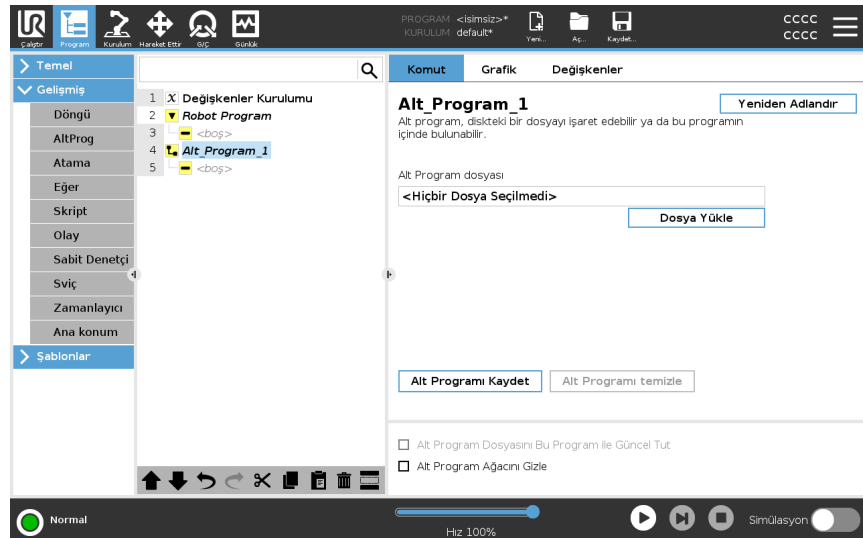 PROGRAM <isimsiz>*
KURULUM default*
Yeni... Aç... Kaydet...
cccc
cccc
Çalıştır Program Kurulum Hareket Ettir G/Ç Günlük
Temel
Gelişmiş
Döngü
AltProg
Atama
Eğer
Skript
Olay
Sabit Denetçi
Sviç
Zamanlayıcı
Ana konum
Şablonlar
1 X Değişkenler Kurulumu
2 Robot Program
3 <boş>
4 Alt_Program_1
5 <boş>
Komut Grafik Değişkenler
Alt_Program_1
Yeniden Adlandır
Alt program, diskteki bir dosyayı işaret edebilir ya da bu programın
içinde bulunabilir.
Alt Program dosyası
<Hiçbir Dosya Seçilmedi>
Dosya Yükle
Alt Programı Kaydet Alt Programı temizle
Alt Program Dosyasını Bu Program ile Güncel Tut
Alt Program Ağacını Gizle
Normal
Hız 100%
Simülasyon